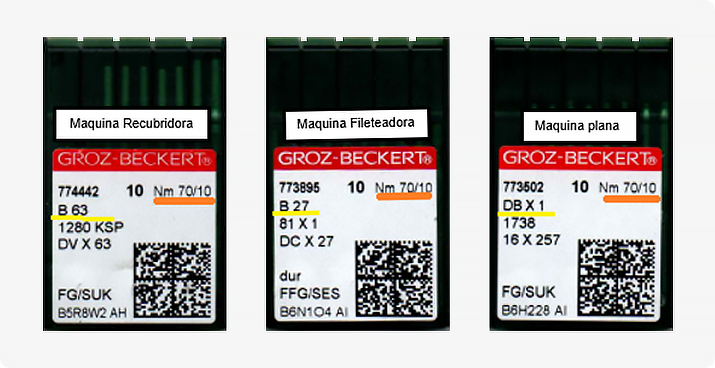 Maquina Recubridora
GROZ-BECKERT®
774442 10 Nm 70/10
B 63
1280 KSP
DV X 63
FG/SUK
B5R8W2 AH
Maquina Fileteadora
GROZ-BECKERT®
773895 10 Nm 70/10
B 27
81 X 1
DC X 27
dur
FFG/SES
B6N1O4 AI
Maquina plana
GROZ-BECKERT®
773502 10 Nm 70/10
DB X 1
1738
16 X 257
FG/SUK
B6H228 AI